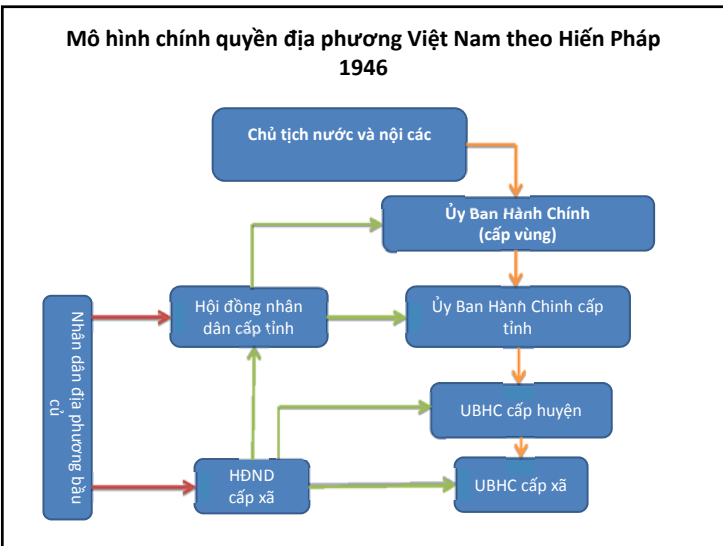 Mô hình chính quyền địa phương Việt Nam theo Hiến Pháp
1946
Chủ tịch nước và nội các
Ủy Ban Hành Chính
(cấp vùng)
Hội đồng nhân
dân cấp tỉnh
Ủy Ban Hành Chinh cấp
tỉnh
Nhân dân địa phương bầu
củ
UBHC cấp huyện
HĐND
cấp xã
UBHC cấp xã